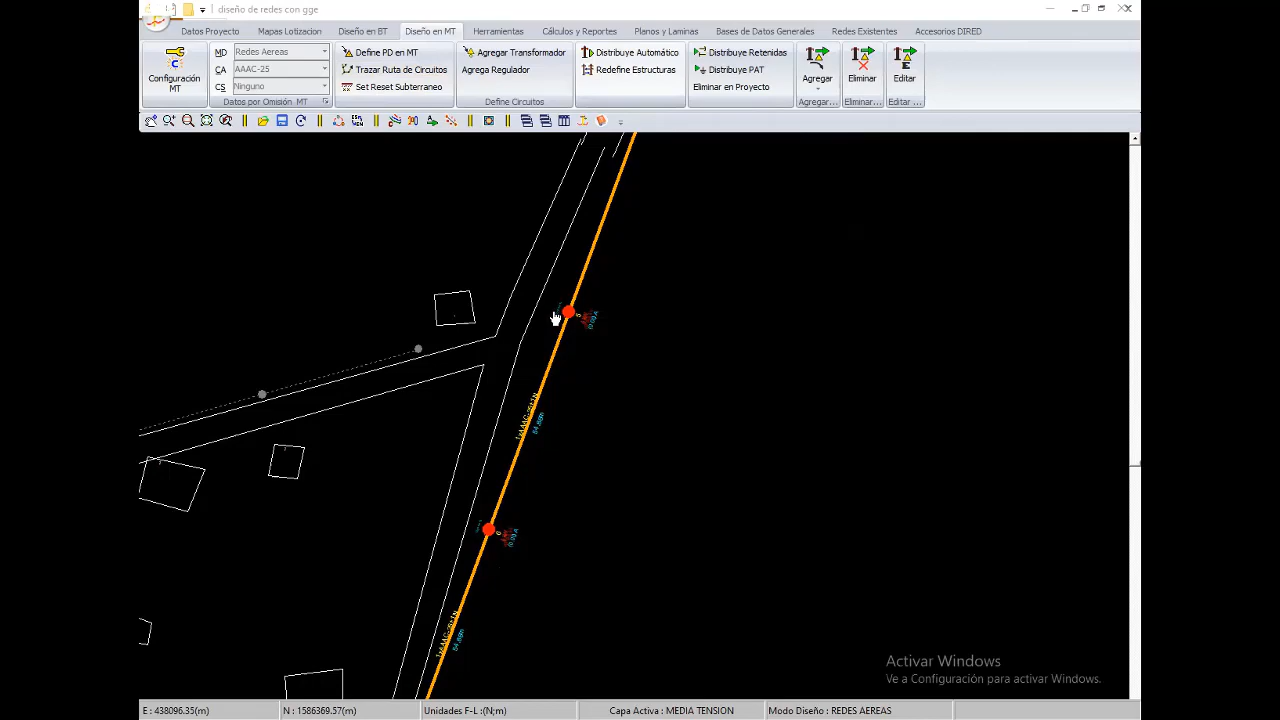 diseño de redes con gge
Datos Proyecto Mapas Lotizacion Diseño en BT Diseño en MT Herramientas Cálculos y Reportes Planos y Laminas Bases de Datos Generales Redes Existentes Accesorios DIRED
MD Redes Aereas
CA AAAC-25
CS Ninguno
Configuración
MT
Datos por Omisión MT
Define PD en MT
Trazar Ruta de Circuitos
Set Reset Subterraneo
Agregar Transformador
Agrega Regulador
Define Circuitos
Distribuye Automático
Redefine Estructuras
Distribuye Retenidas
Distribuye PAT
Eliminar en Proyecto
Agregar
Agregar...
Eliminar
Eliminar...
Editar
Editar ...
5
6
Activar Windows
Ve a Configuración para activar Windows.
E : 438096.35(m) N : 1586369.57(m) Unidades F-L :(N;m) Capa Activa : MEDIA TENSION Modo Diseño : REDES AEREAS